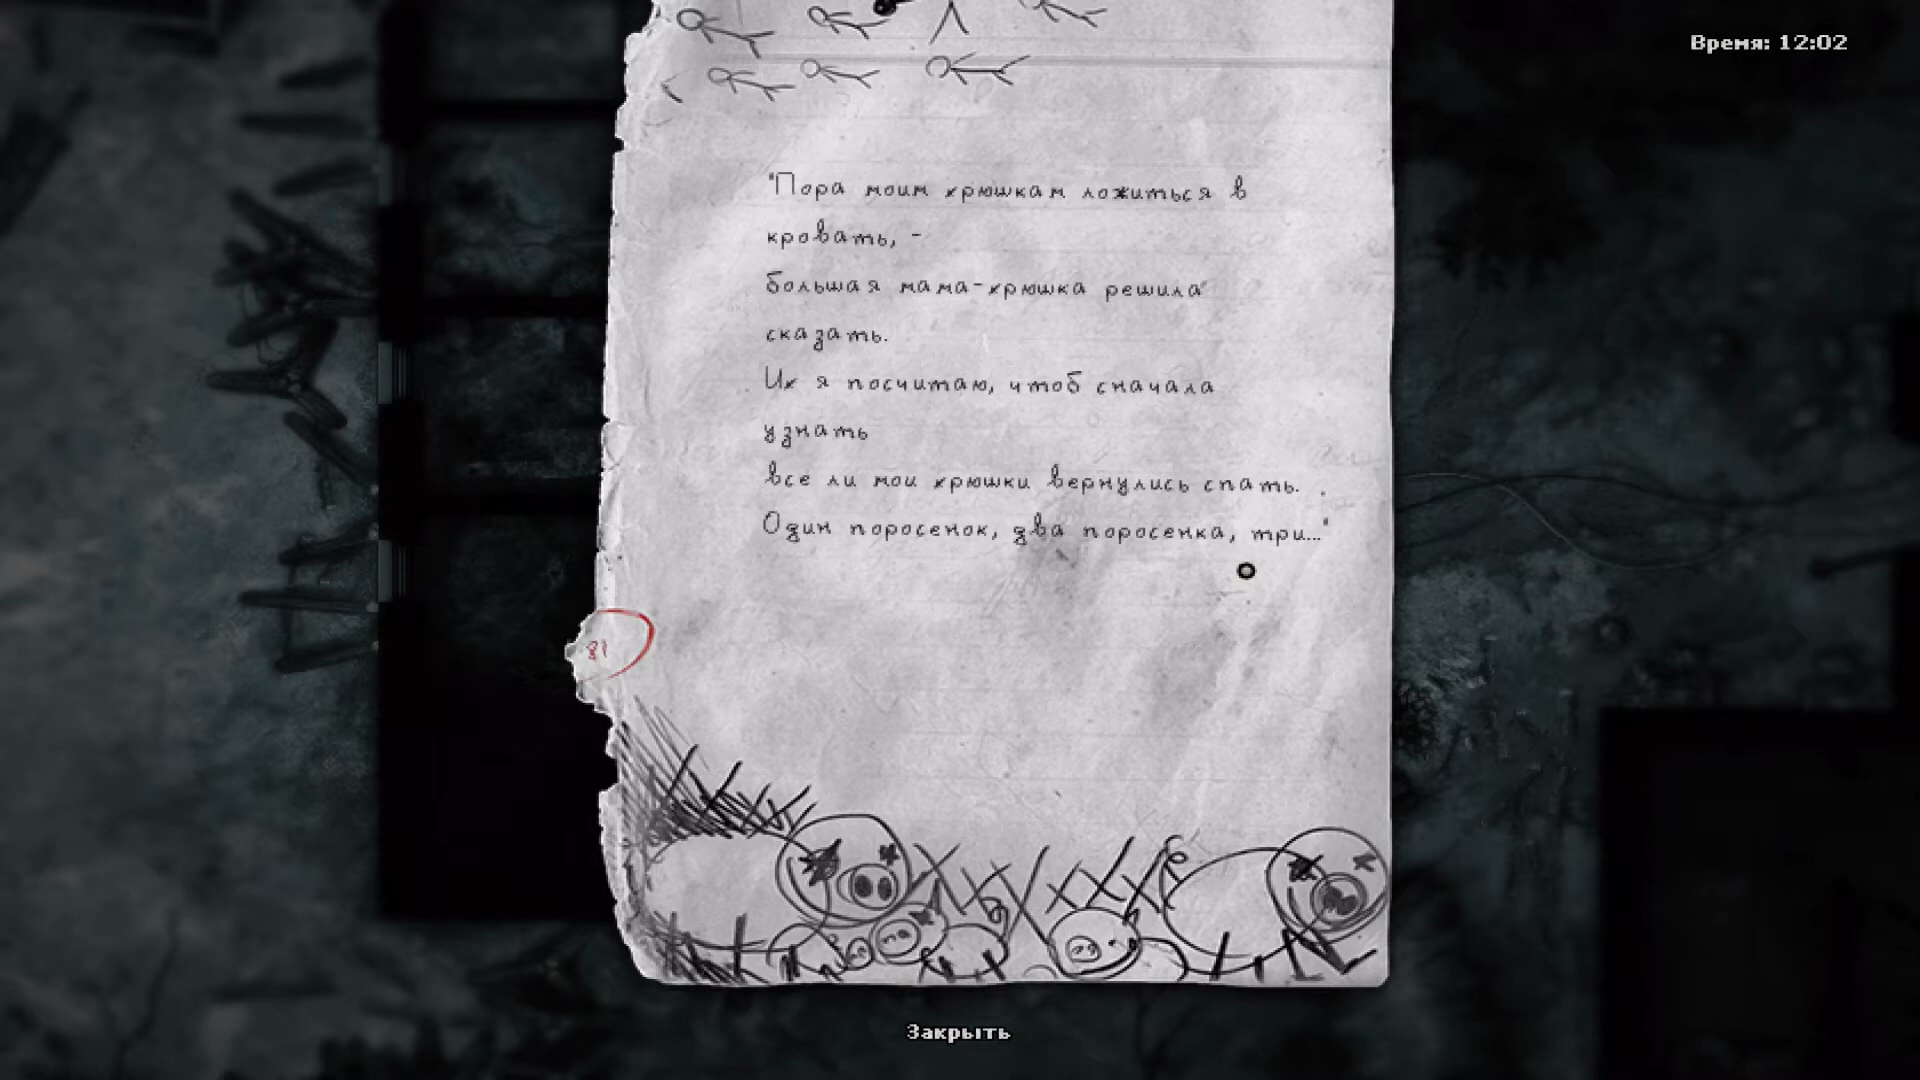 Время: 12:02
"Пора моим хрюшкам ложиться в
кровать, -
большая мама-хрюшка решила
сказать.
Их я посчитаю, чтоб сначала
узнать
все ли мои хрюшки вернулись спать.
Один поросенок, два поросенка, три..."
81
Закрыть